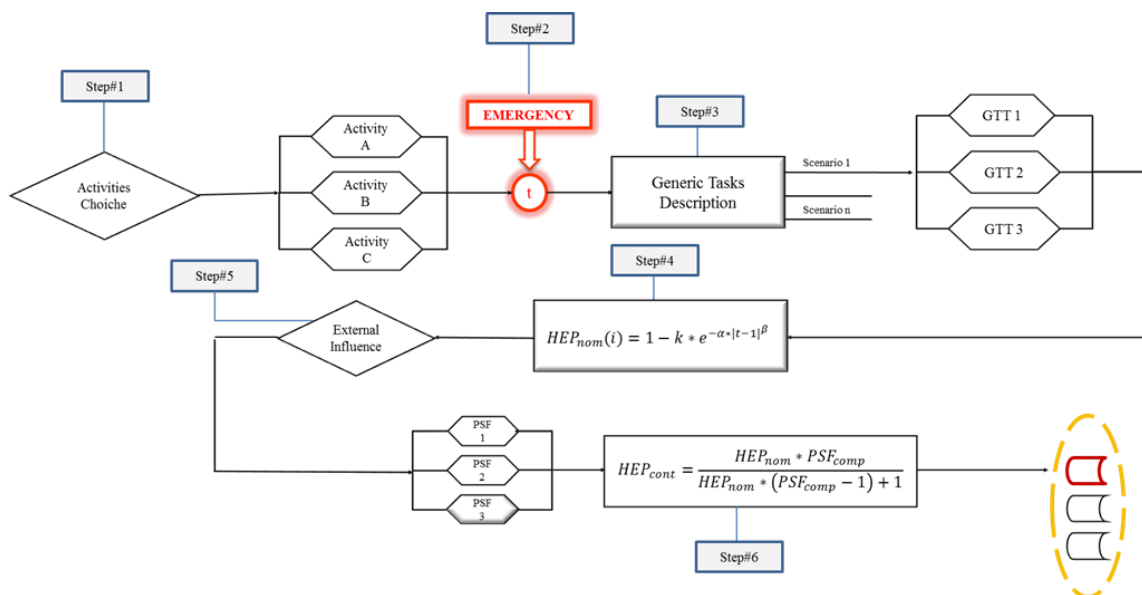 Step#2
Step#1
EMERGENCY
Step#3
Activity
A
GTT 1
Scenario 1
Activities
Choiche
Activity
B
t
Generic Tasks
Description
GTT 2
Scenario n
Activity
C
GTT 3
Step#4
Step#5
External
Influence
HEP_nom(i) = 1 − k * e^{−α*|t−1|^β}
PSF
1
PSF
2
PSF
3
HEP_cont = HEP_nom * PSF_comp / HEP_nom * (PSF_comp − 1) + 1
Step#6